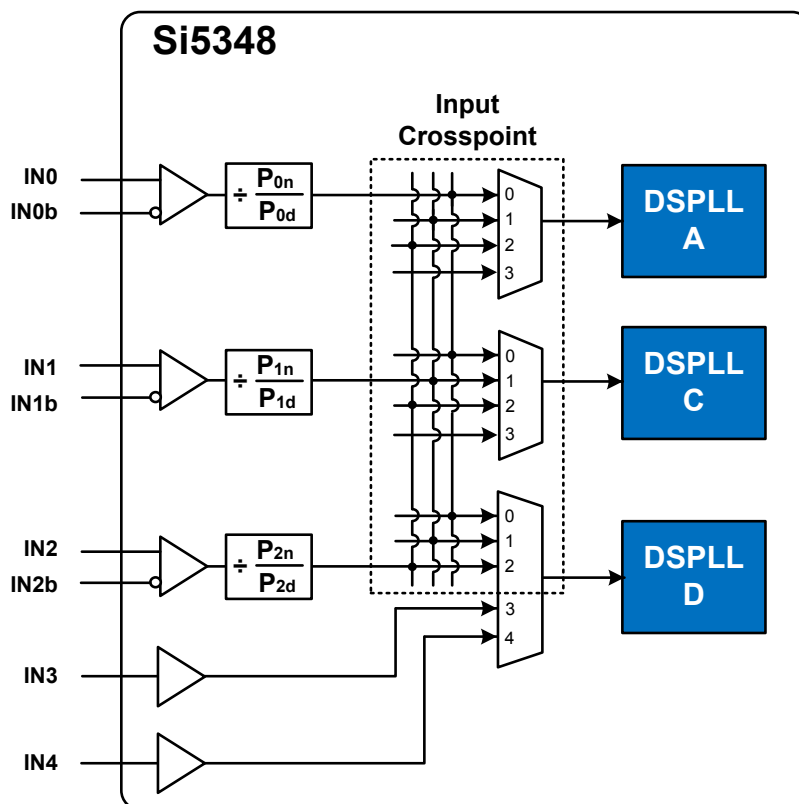 Si5348
Input
Crosspoint
IN0
IN0b
÷ P0n
P0d
0
1
2
3
DSPLL
A
IN1
IN1b
÷ P1n
P1d
0
1
2
3
DSPLL
C
IN2
IN2b
÷ P2n
P2d
0
1
2
3
4
DSPLL
D
IN3
IN4